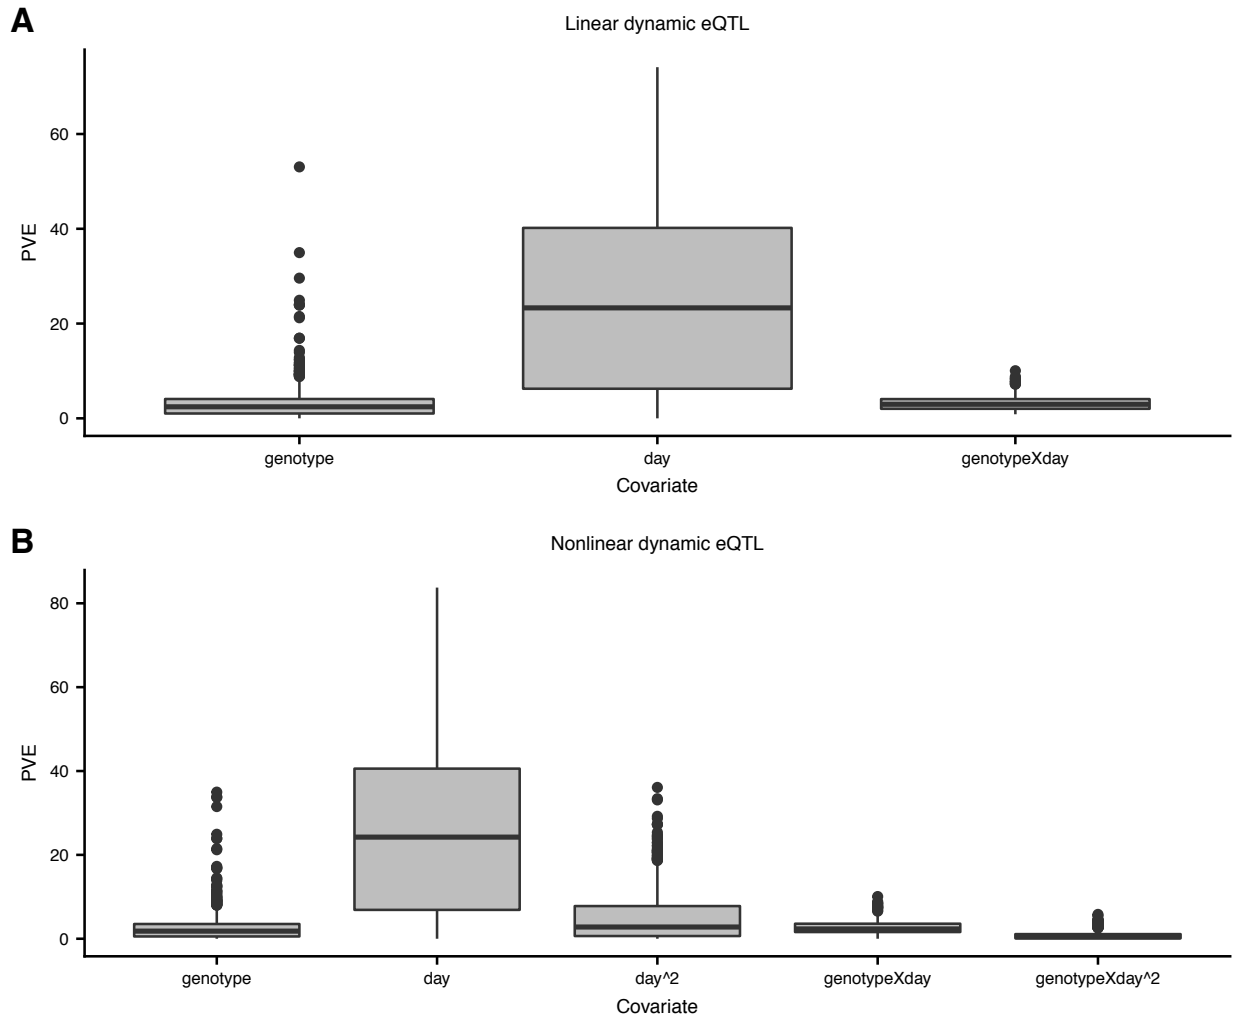 A
Linear dynamic eQTL
60
40
20
0
PVE
genotype day genotypeXday
Covariate
B
Nonlinear dynamic eQTL
80
60
40
20
0
PVE
genotype day day^2 genotypeXday genotypeXday^2
Covariate